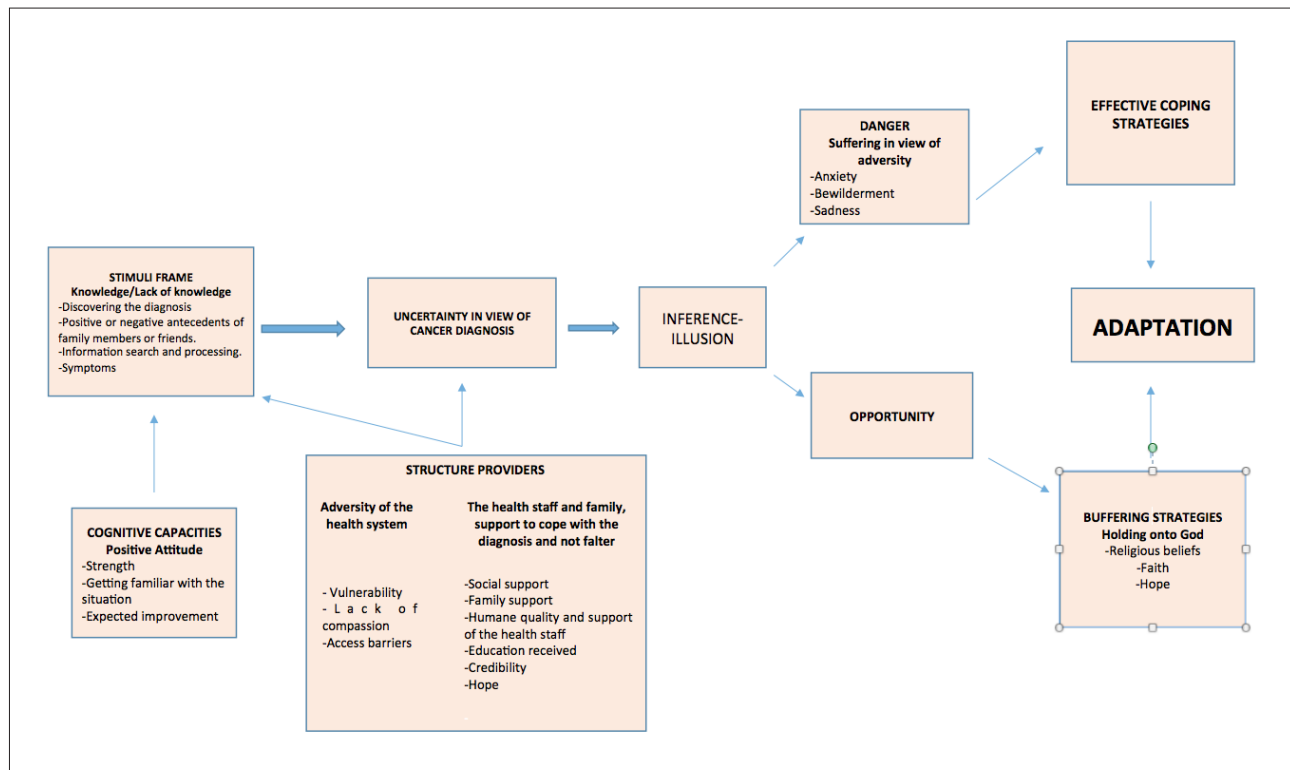 STIMULI FRAME
Knowledge/Lack of knowledge
-Discovering the diagnosis
-Positive or negative antecedents of
family members or friends.
-Information search and processing.
-Symptoms
COGNITIVE CAPACITIES
Positive Attitude
-Strength
-Getting familiar with the
situation
-Expected improvement
UNCERTAINTY IN VIEW OF
CANCER DIAGNOSIS
STRUCTURE PROVIDERS
Adversity of the
health system
- Vulnerability
- Lack of
compassion
-Access barriers
The health staff and family,
support to cope with the
diagnosis and not falter
-Social support
-Family support
-Humane quality and support
of the health staff
-Education received
-Credibility
-Hope
INFERENCE-
ILLUSION
DANGER
Suffering in view of
adversity
-Anxiety
-Bewilderment
-Sadness
OPPORTUNITY
EFFECTIVE COPING
STRATEGIES
ADAPTATION
BUFFERING STRATEGIES
Holding onto God
-Religious beliefs
-Faith
-Hope